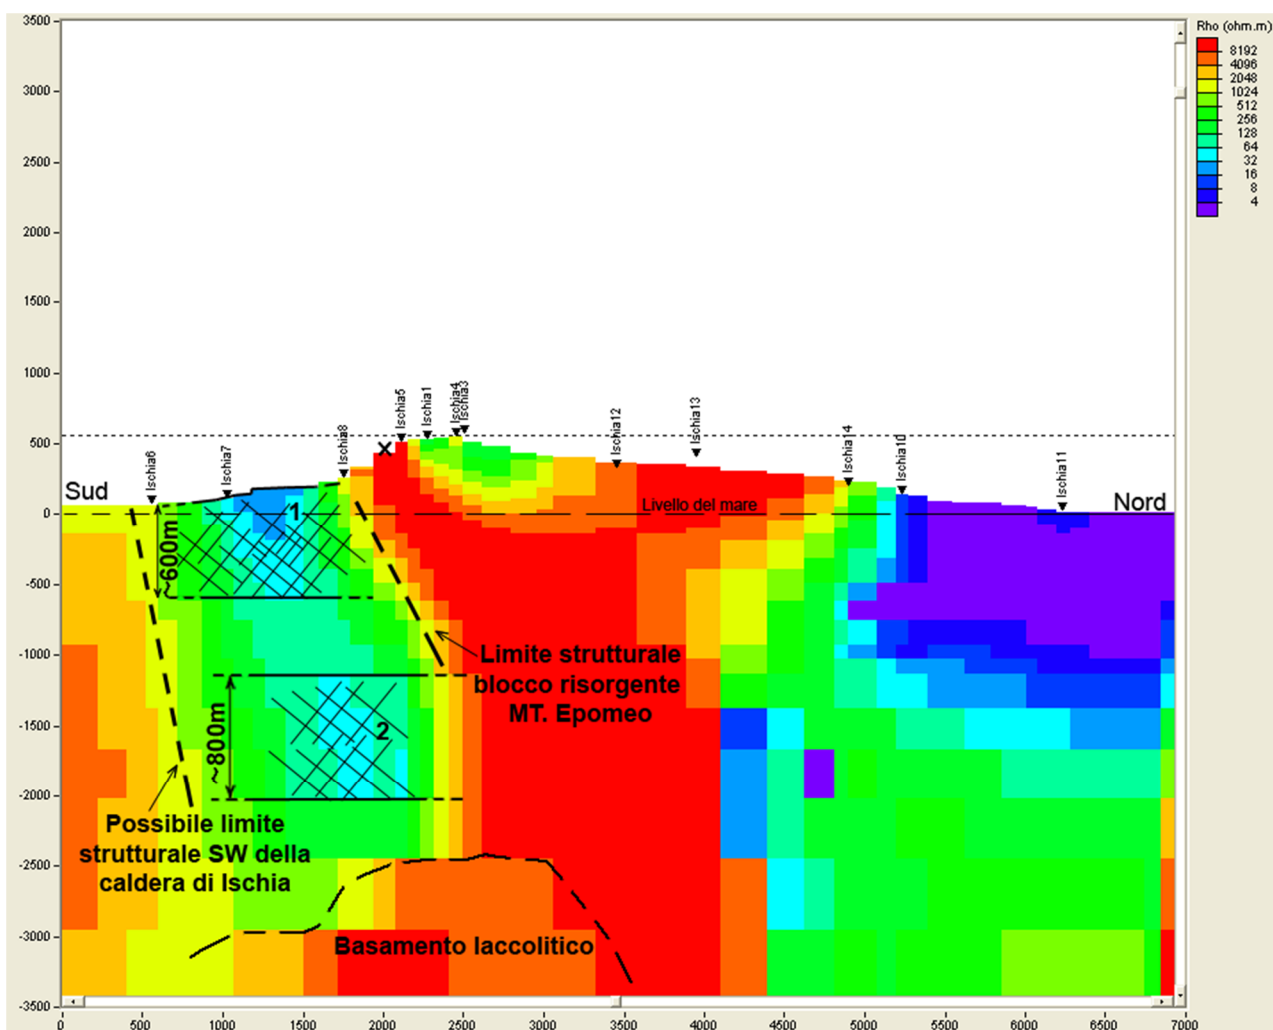 Rho (ohm.m)
8192
4096
2048
1024
512
256
128
64
32
16
8
4
3500
3000
2500
2000
1500
1000
500
0
-500
-1000
-1500
-2000
-2500
-3000
-3500
Ischia6
Ischia7
Ischia8
Ischia5
Ischia1
Ischia4
Ischia3
Ischia12
Ischia13
Ischia14
Ischia10
Ischia11
X
Sud
Nord
Livello del mare
1
~600m
Limite strutturale
blocco risorgente
MT. Epomeo
2
~800m
Possibile limite
strutturale SW della
caldera di Ischia
Basamento laccolitico
0
500
1000
1500
2000
2500
3000
3500
4000
4500
5000
5500
6000
6500
7000